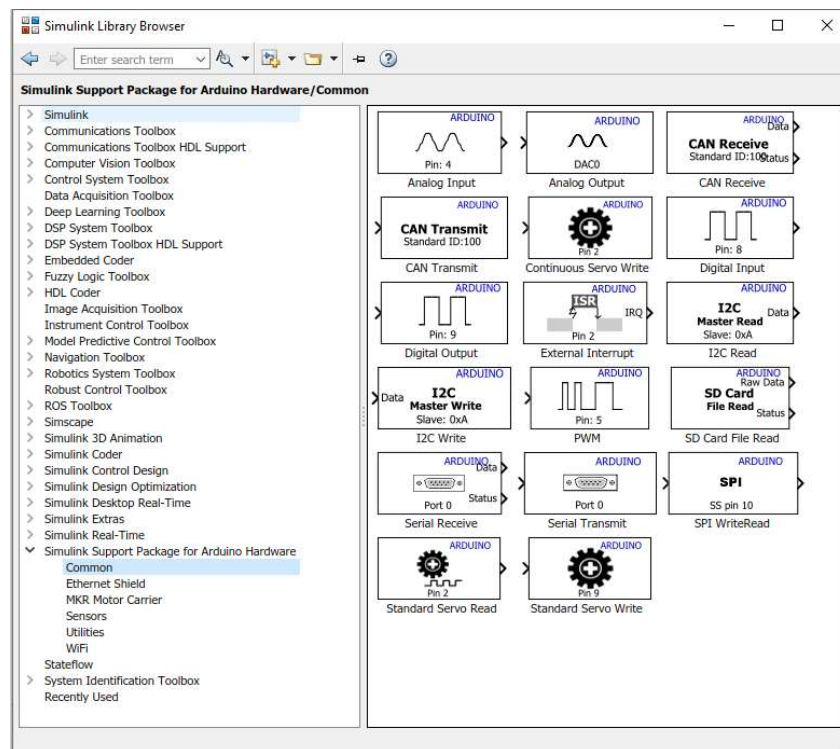 Simulink Library Browser
Enter search term
Simulink Support Package for Arduino Hardware/Common
Simulink
Communications Toolbox
Communications Toolbox HDL Support
Computer Vision Toolbox
Control System Toolbox
Data Acquisition Toolbox
Deep Learning Toolbox
DSP System Toolbox
DSP System Toolbox HDL Support
Embedded Coder
Fuzzy Logic Toolbox
HDL Coder
Image Acquisition Toolbox
Instrument Control Toolbox
Model Predictive Control Toolbox
Navigation Toolbox
Robotics System Toolbox
Robust Control Toolbox
ROS Toolbox
Simscape
Simulink 3D Animation
Simulink Coder
Simulink Control Design
Simulink Design Optimization
Simulink Desktop Real-Time
Simulink Extras
Simulink Real-Time
Simulink Support Package for Arduino Hardware
Common
Ethernet Shield
MKR Motor Carrier
Sensors
Utilities
WiFi
Stateflow
System Identification Toolbox
Recently Used
ARDUINO
Pin: 4
Analog Input
ARDUINO
DAC0
Analog Output
ARDUINO
Data
CAN Receive
Standard ID:100
Status
CAN Receive
ARDUINO
CAN Transmit
Standard ID:100
CAN Transmit
ARDUINO
Pin 2
Continuous Servo Write
ARDUINO
Pin: 8
Digital Input
ARDUINO
Pin: 9
Digital Output
ARDUINO
ISR
IRQ
Pin 2
External Interrupt
ARDUINO
I2C
Master Read
Data
Slave: 0xA
I2C Read
ARDUINO
Data
I2C
Master Write
Slave: 0xA
I2C Write
ARDUINO
Pin: 5
PWM
ARDUINO
Raw Data
SD Card
File Read
Status
SD Card File Read
ARDUINO
Data
Status
Port 0
Serial Receive
ARDUINO
Port 0
Serial Transmit
ARDUINO
SPI
SS pin 10
SPI WriteRead
ARDUINO
Pin 2
Standard Servo Read
ARDUINO
Pin 9
Standard Servo Write